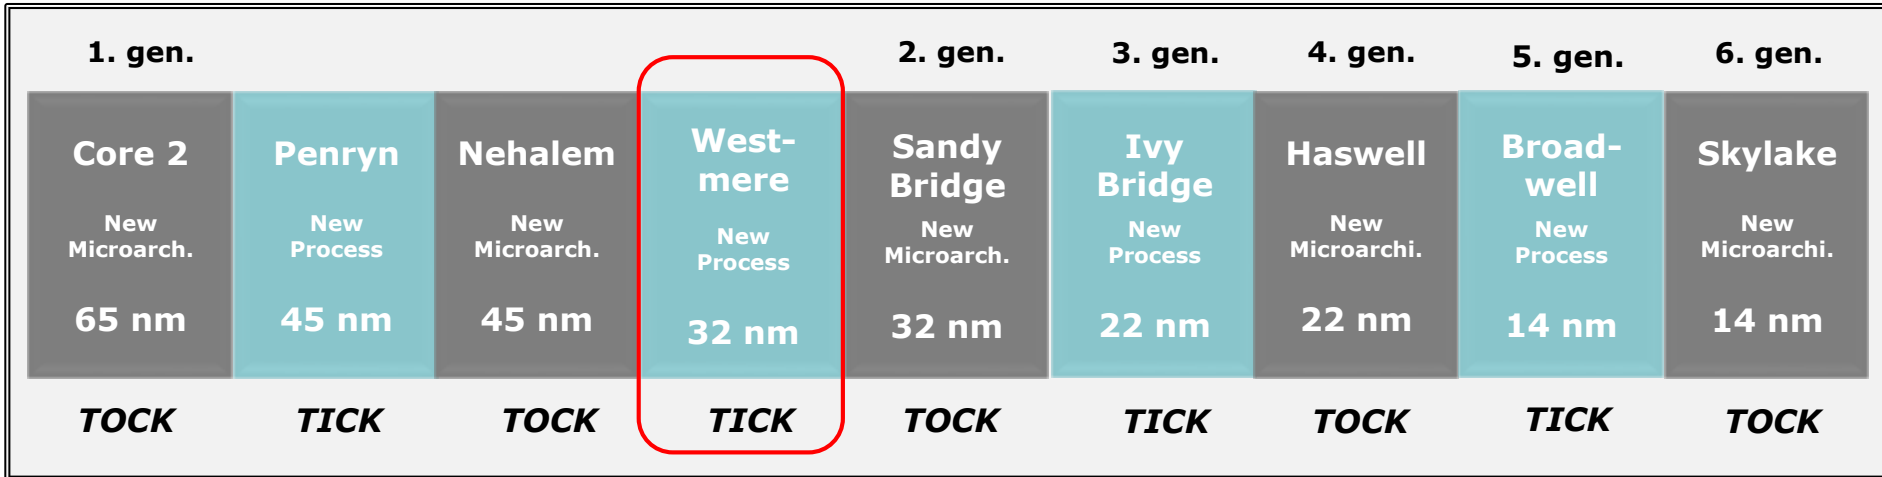 1. gen.
2. gen.
3. gen.
4. gen.
5. gen.
6. gen.
Core 2
New
Microarch.
65 nm
TOCK
Penryn
New
Process
45 nm
TICK
Nehalem
New
Microarch.
45 nm
TOCK
West-
mere
New
Process
32 nm
TICK
Sandy
Bridge
New
Microarch.
32 nm
TOCK
Ivy
Bridge
New
Process
22 nm
TICK
Haswell
New
Microarchi.
22 nm
TOCK
Broad-
well
New
Process
14 nm
TICK
Skylake
New
Microarchi.
14 nm
TOCK